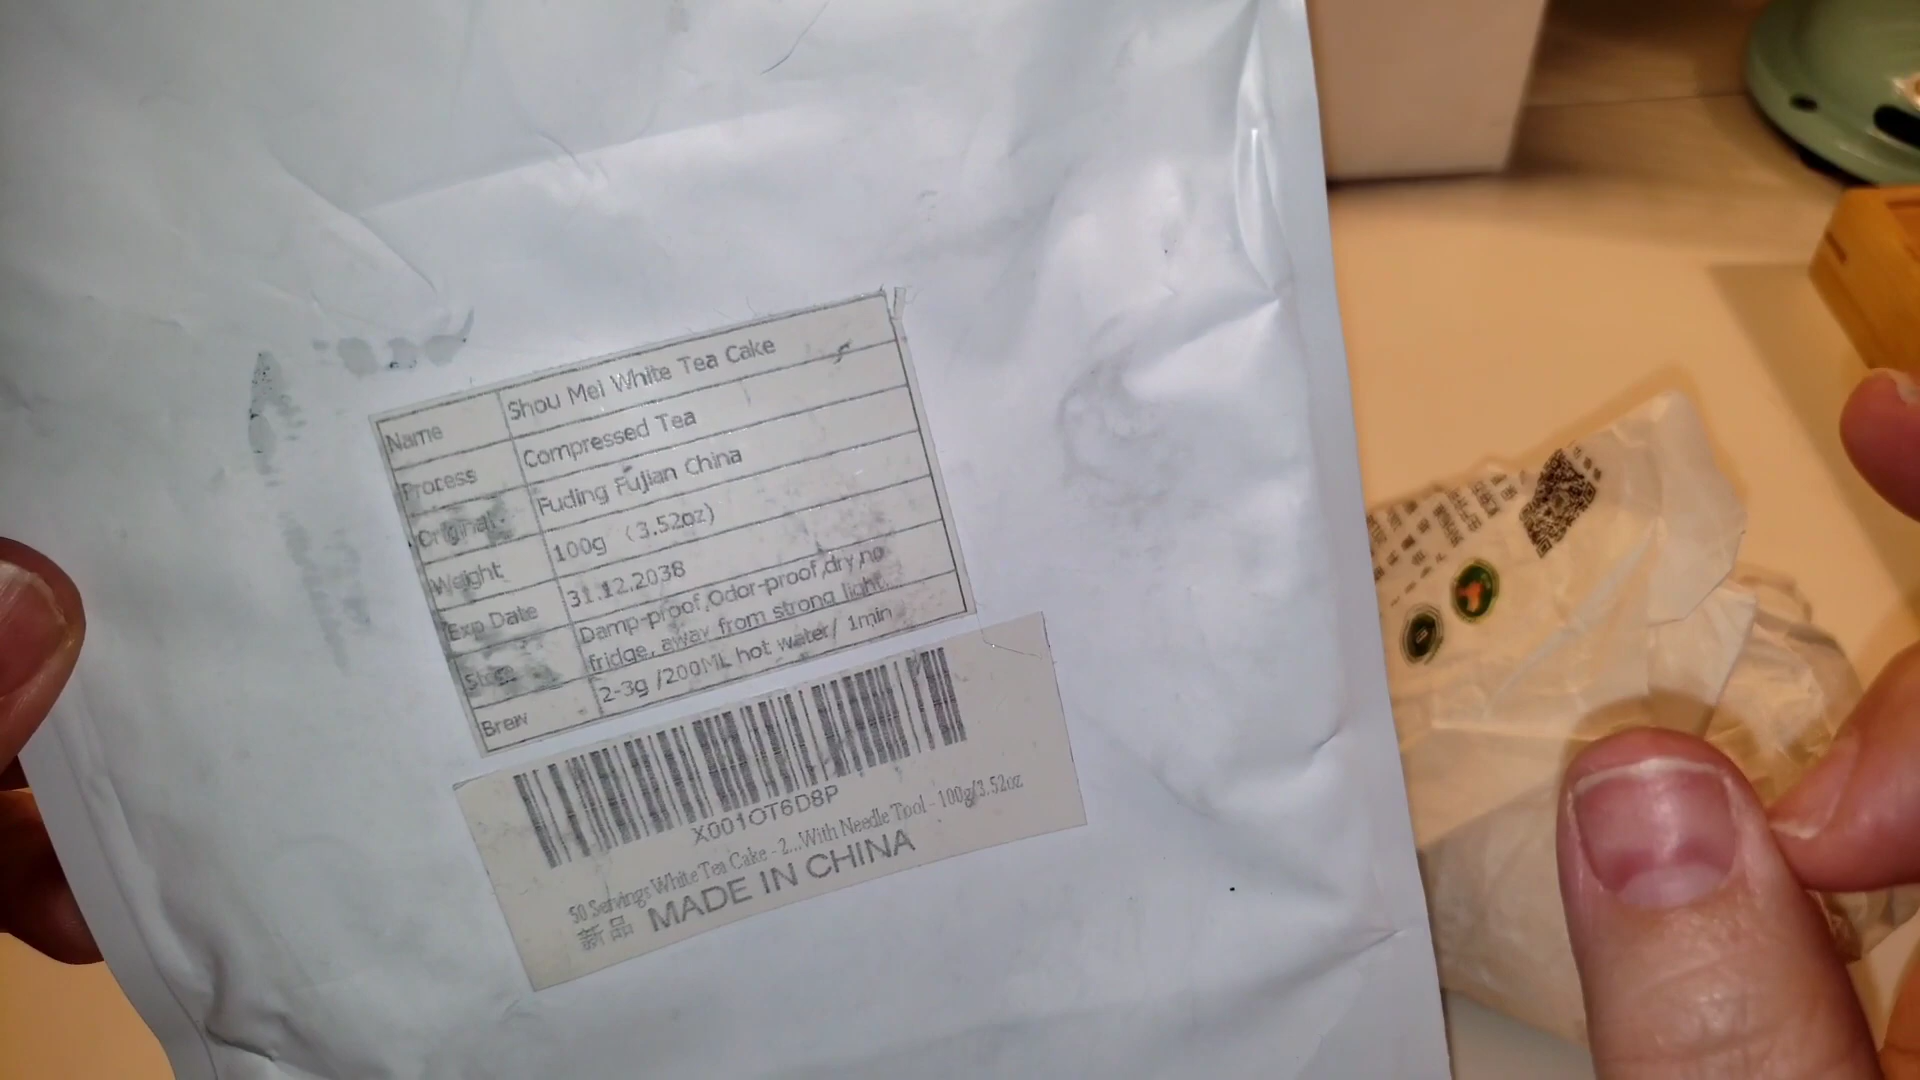 Name Shou Mei White Tea Cake
Process Compressed Tea
Original Fuding Fujian China
Weight 100g (3.52oz)
Exp Date 31.12.2038
Store Damp-proof,Odor-proof,dry,no
fridge, away from strong light.
Brew 2-3g /200ML hot water/ 1min
X001OT6D8P
50 Servings White Tea Cake - 2...With Needle Tool - 100g/3.52oz
新品 MADE IN CHINA